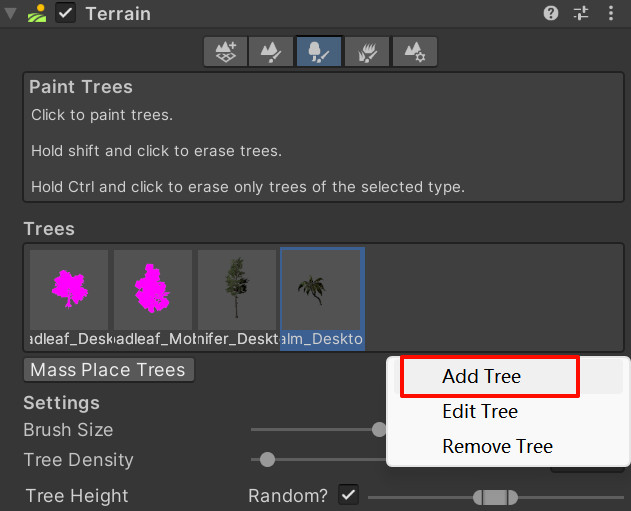 Terrain
Paint Trees
Click to paint trees.
Hold shift and click to erase trees.
Hold Ctrl and click to erase only trees of the selected type.
Trees
adleaf_Desk adleaf_Mob nifer_Deskt alm_Deskto
Mass Place Trees
Add Tree
Edit Tree
Remove Tree
Settings
Brush Size
Tree Density
Tree Height Random?